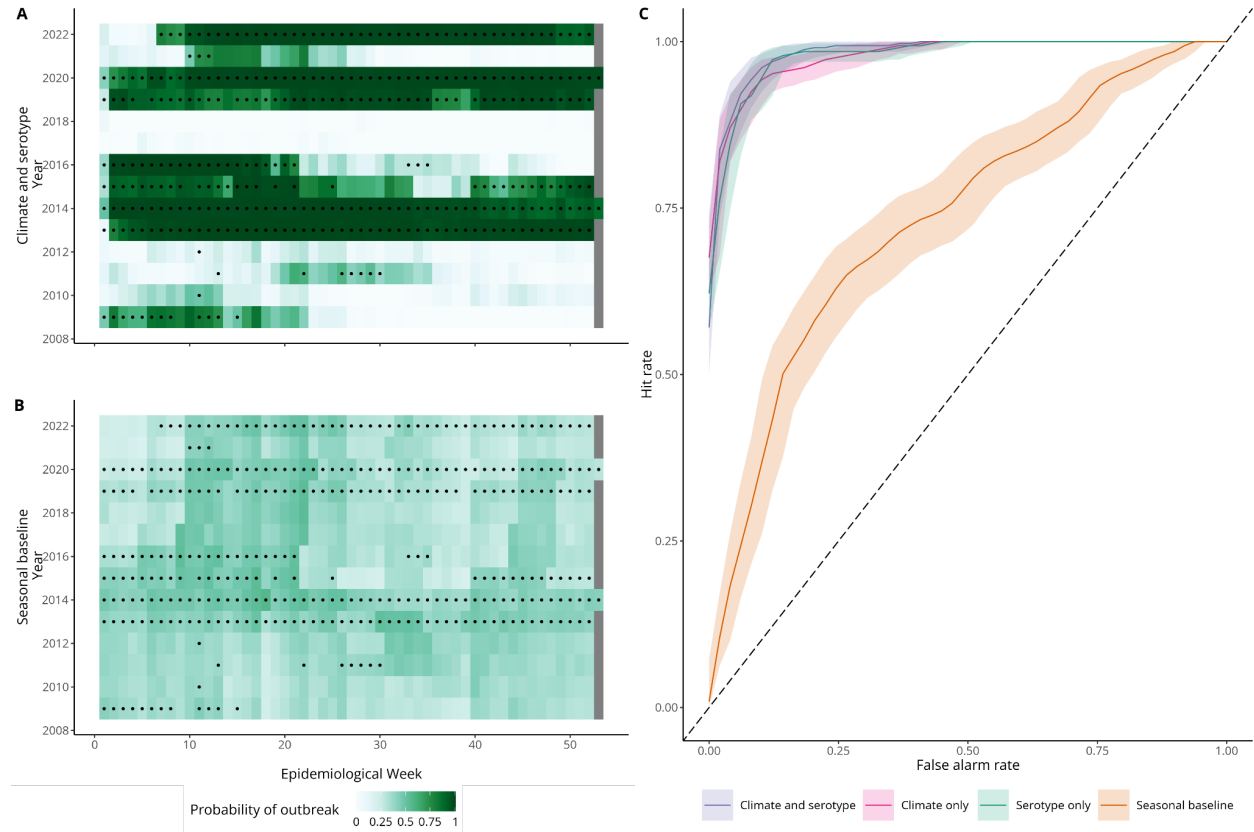 A
Climate and serotype
Year
2022
2020
2018
2016
2014
2012
2010
2008
B
Seasonal baseline
Year
2022
2020
2018
2016
2014
2012
2010
2008
0 10 20 30 40 50
Epidemiological Week
Probability of outbreak
0 0.25 0.5 0.75 1
C
Hit rate
1.00
0.75
0.50
0.25
0.00
0.00 0.25 0.50 0.75 1.00
False alarm rate
Climate and serotype Climate only Serotype only Seasonal baseline